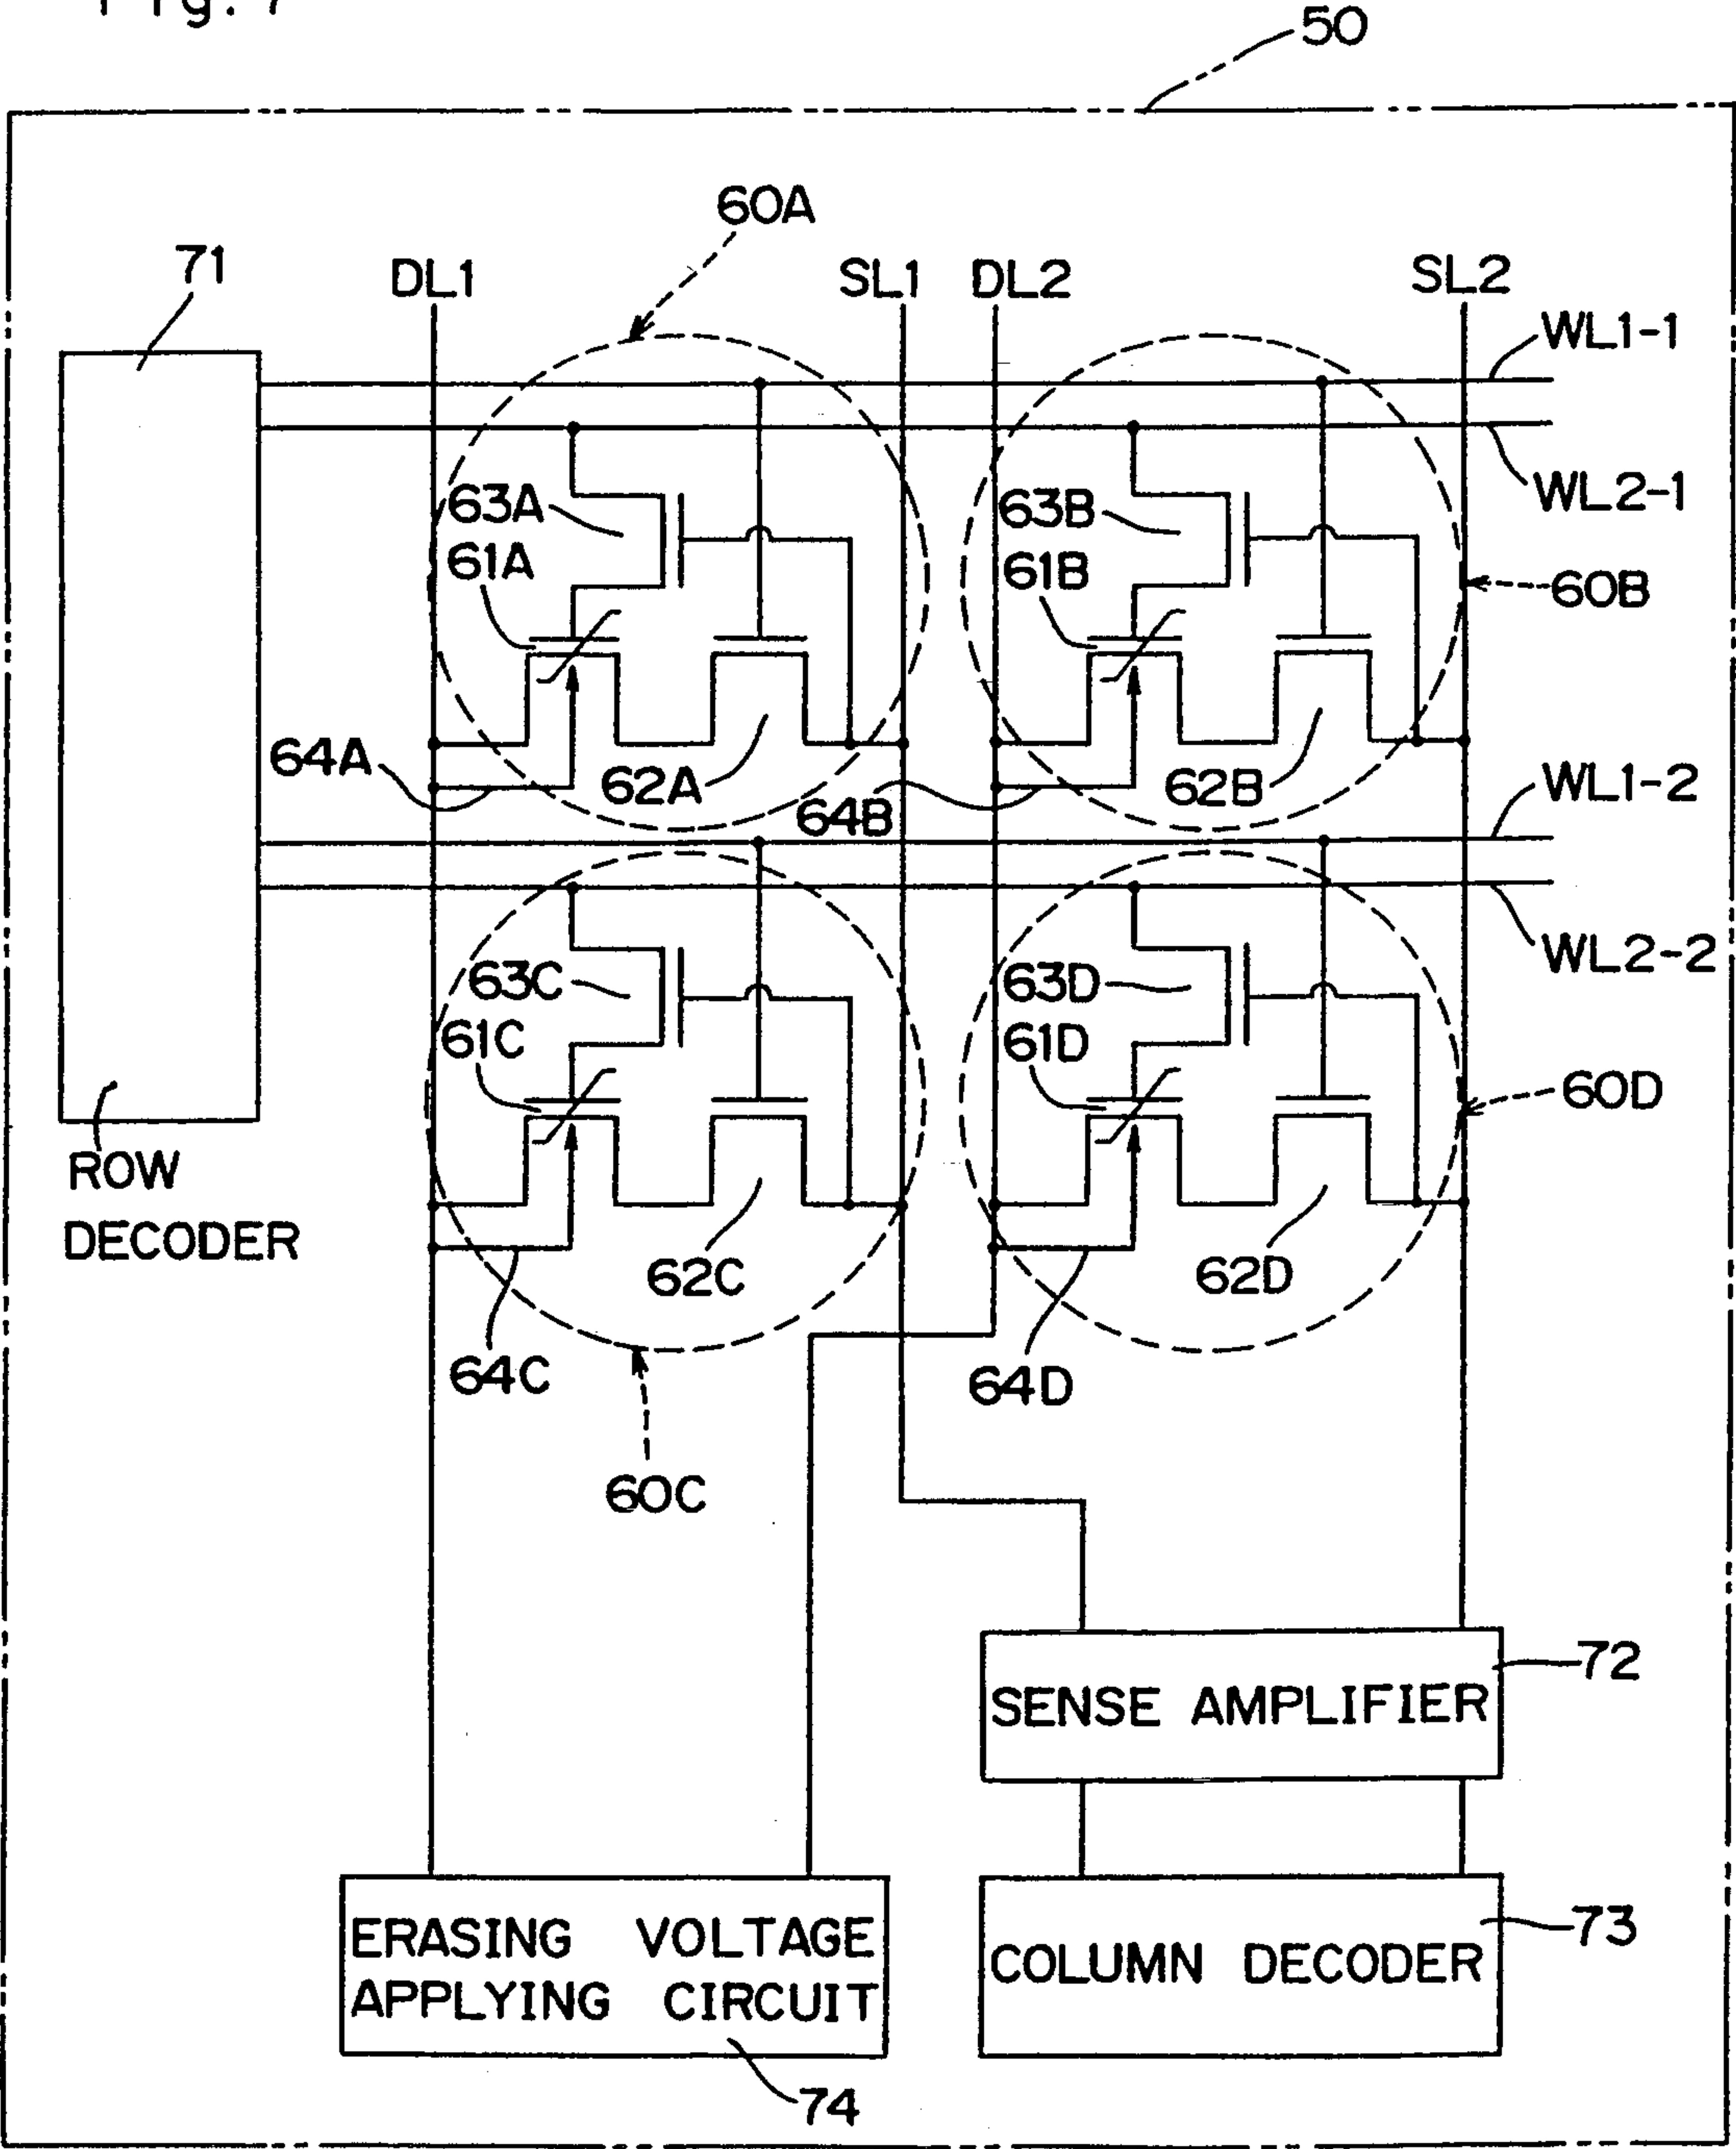 Fig. 7
50
60A
71
DL1
SL1
DL2
SL2
WL1-1
WL2-1
63A
63B
61A
61B
60B
64A
62A
64B
62B
WL1-2
WL2-2
63C
63D
61C
61D
60D
ROW
DECODER
62C
62D
64C
64D
60C
72
SENSE AMPLIFIER
73
ERASING VOLTAGE
APPLYING CIRCUIT
COLUMN DECODER
74